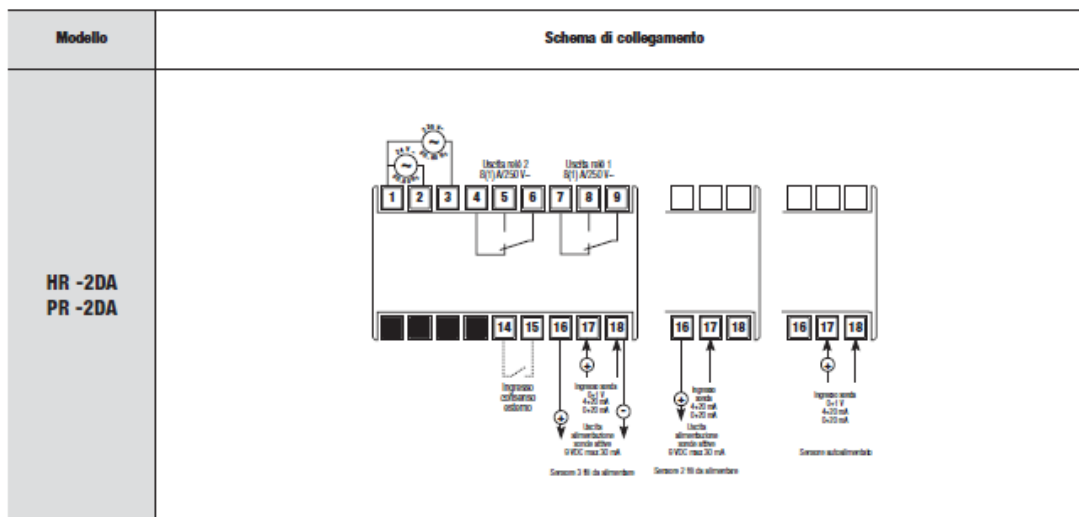 Modello
Schema di collegamento
HR -2DA
PR -2DA
24 V~
Uscita relè 2
8(1) A/250 V~
Uscita relè 1
8(1) A/250 V~
1 2 3 4 5 6 7 8 9
14 15 16 17 18
16 17 18
16 17 18
Ingresso
consenso
esterno
Ingresso sonda
0÷1 V
4÷20 mA
0÷20 mA
Uscita
alimentazione
sonde attive
9 VDC max 30 mA
Sensore 3 fili da alimentare
Ingresso
sonda
4÷20 mA
0÷20 mA
Uscita
alimentazione
sonde attive
9 VDC max 30 mA
Sensore 2 fili da alimentare
Ingresso sonda
0÷1 V
4÷20 mA
0÷20 mA
Sensore autoalimentato